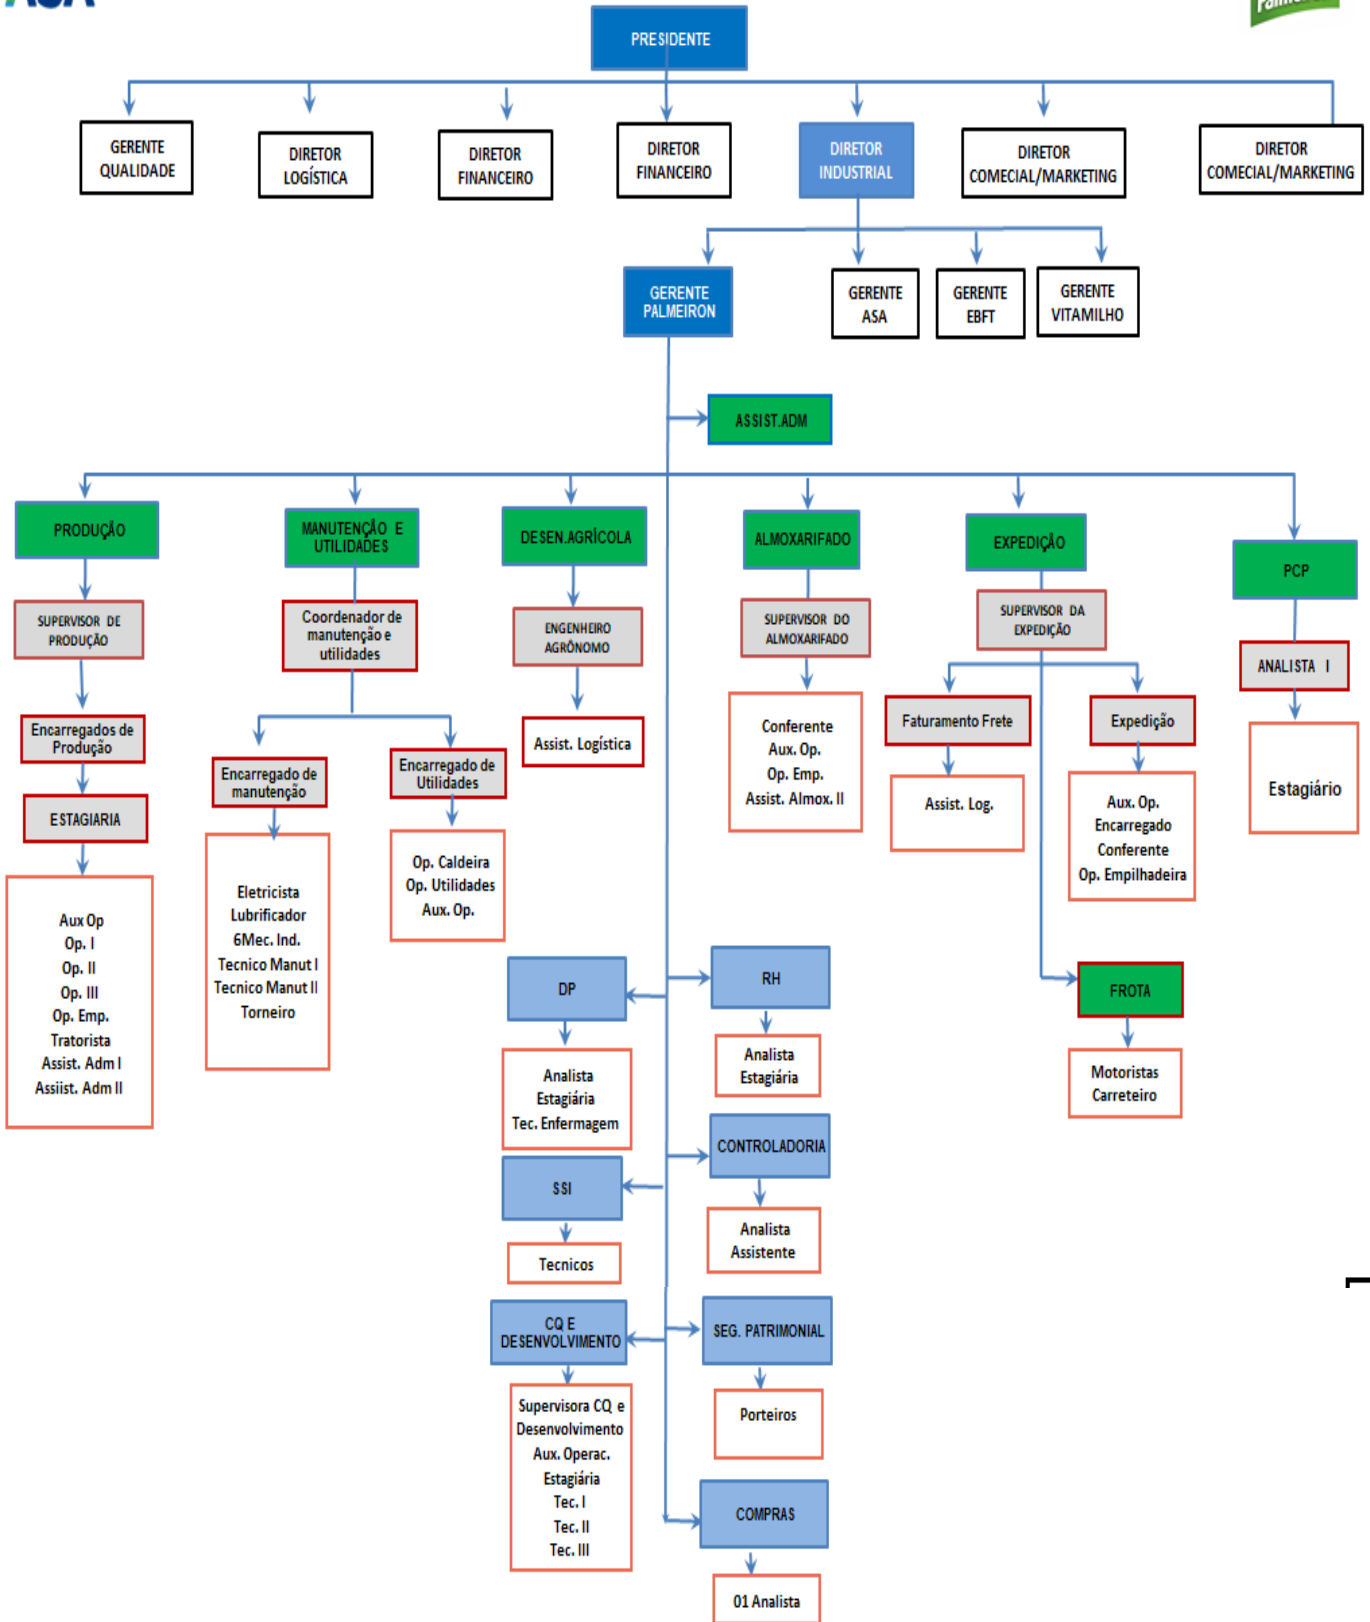 ASA
Palmeiron
PRESIDENTE
GERENTE
QUALIDADE
DIRETOR
LOGÍSTICA
DIRETOR
FINANCEIRO
DIRETOR
FINANCEIRO
DIRETOR
INDUSTRIAL
DIRETOR
COMECIAL/MARKETING
DIRETOR
COMECIAL/MARKETING
GERENTE
PALMEIRON
GERENTE
ASA
GERENTE
EBFT
GERENTE
VITAMILHO
ASSIST.ADM
PRODUÇÃO
MANUTENÇÃO E
UTILIDADES
DESEN.AGRÍCOLA
ALMOXARIFADO
EXPEDIÇÃO
PCP
SUPERVISOR DE
PRODUÇÃO
Coordenador de
manutenção e
utilidades
ENGENHEIRO
AGRÔNOMO
SUPERVISOR DO
ALMOXARIFADO
SUPERVISOR DA
EXPEDIÇÃO
ANALISTA I
Encarregados de
Produção
Encarregado de
manutenção
Encarregado de
Utilidades
Assist. Logística
Conferente
Aux. Op.
Op. Emp.
Assist. Almox. II
Faturamento Frete
Expedição
Estagiário
ESTAGIARIA
Assist. Log.
Aux. Op.
Encarregado
Conferente
Op. Empilhadeira
Aux Op
Op. I
Op. II
Op. III
Op. Emp.
Tratorista
Assist. Adm I
Assiist. Adm II
Eletricista
Lubrificador
6Mec. Ind.
Tecnico Manut I
Tecnico Manut II
Torneiro
Op. Caldeira
Op. Utilidades
Aux. Op.
DP
RH
FROTA
Analista
Estagiária
Tec. Enfermagem
Analista
Estagiária
Motoristas
Carreteiro
SSI
CONTROLADORIA
Tecnicos
Analista
Assistente
CQ E
DESENVOLVIMENTO
SEG. PATRIMONIAL
Supervisora CQ e
Desenvolvimento
Aux. Operac.
Estagiária
Tec. I
Tec. II
Tec. III
Porteiros
COMPRAS
01 Analista